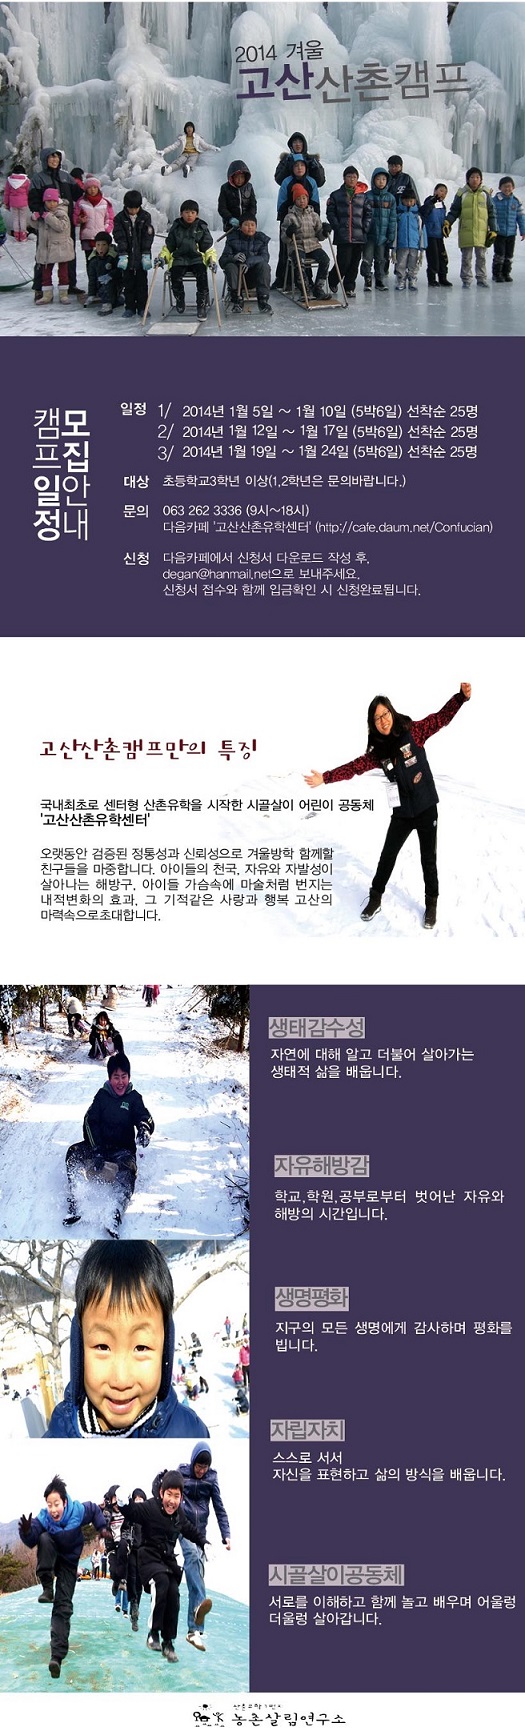 2014 겨울
고산산촌캠프
모집안내
캠프일정
일정 1/ 2014년 1월 5일 ~ 1월 10일 (5박6일) 선착순 25명
2/ 2014년 1월 12일 ~ 1월 17일 (5박6일) 선착순 25명
3/ 2014년 1월 19일 ~ 1월 24일 (5박6일) 선착순 25명
대상 초등학교3학년 이상(1,2학년은 문의바랍니다.)
문의 063 262 3336 (9시~18시)
다음카페 '고산산촌유학센터' (http://cafe.daum.net/Confucian)
신청 다음카페에서 신청서 다운로드 작성 후,
degan@hanmail.net으로 보내주세요.
신청서 접수와 함께 입금확인 시 신청완료됩니다.
고산산촌캠프만의 특징
국내최초로 센터형 산촌유학을 시작한 시골살이 어린이 공동체
'고산산촌유학센터'
오랫동안 검증된 정통성과 신뢰성으로 겨울방학 함께할
친구들을 마중합니다. 아이들의 천국, 자유와 자발성이
살아나는 해방구, 아이들 가슴속에 마술처럼 번지는
내적변화의 효과, 그 기적같은 사랑과 행복 고산의
마력속으로초대합니다.
생태감수성
자연에 대해 알고 더불어 살아가는
생태적 삶을 배웁니다.
자유해방감
학교,학원,공부로부터 벗어난 자유와
해방의 시간입니다.
생명평화
지구의 모든 생명에게 감사하며 평화를
빕니다.
자립자치
스스로 서서
자신을 표현하고 삶의 방식을 배웁니다.
시골살이공동체
서로를 이해하고 함께 놀고 배우며 어울렁
더울렁 살아갑니다.
농촌살림연구소